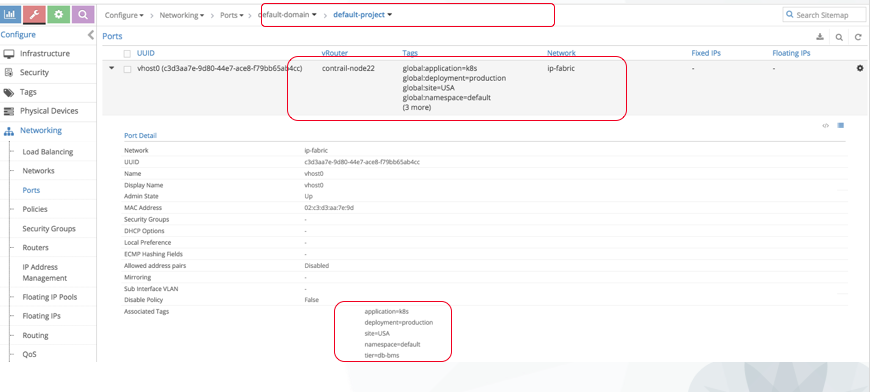 Configure Networking Ports default-domain default-project Search Sitemap
Configure
Ports
UUID vRouter Tags Network Fixed IPs Floating IPs
vhost0 (c3d3aa7e-9d80-44e7-ace8-f79bb65ab4cc) contrail-node22 global:application=k8s ip-fabric - -
global:deployment=production
global:site=USA
global:namespace=default
(3 more)
Infrastructure
Security
Tags
Physical Devices
Networking
Load Balancing
Networks
Ports
Policies
Security Groups
Routers
IP Address
Management
Floating IP Pools
Floating IPs
Routing
QoS
Port Detail
Network ip-fabric
UUID c3d3aa7e-9d80-44e7-ace8-f79bb65ab4cc
Name vhost0
Display Name vhost0
Admin State Up
MAC Address 02:c3:d3:aa:7e:9d
Security Groups -
DHCP Options -
Local Preference -
ECMP Hashing Fields -
Allowed address pairs Disabled
Mirroring -
Sub Interface VLAN -
Disable Policy False
Associated Tags application=k8s
deployment=production
site=USA
namespace=default
tier=db-bms